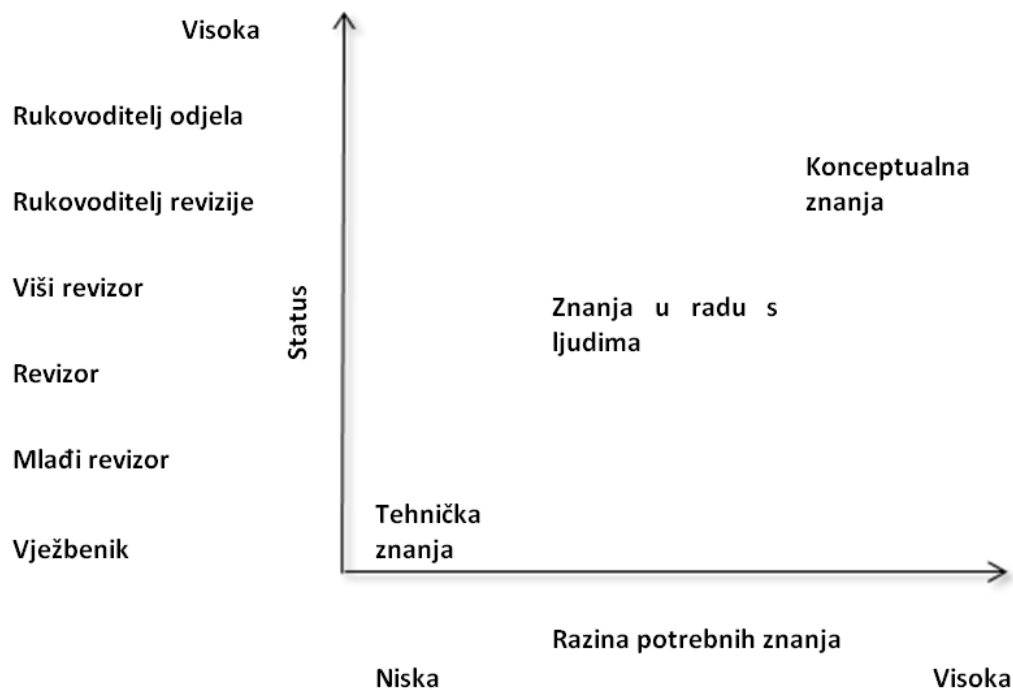 Visoka
Rukovoditelj odjela
Rukovoditelj revizije
Viši revizor
Revizor
Mlađi revizor
Vježbenik
Status
Konceptualna
znanja
Znanja u radu s
ljudima
Tehnička
znanja
Razina potrebnih znanja
Niska
Visoka